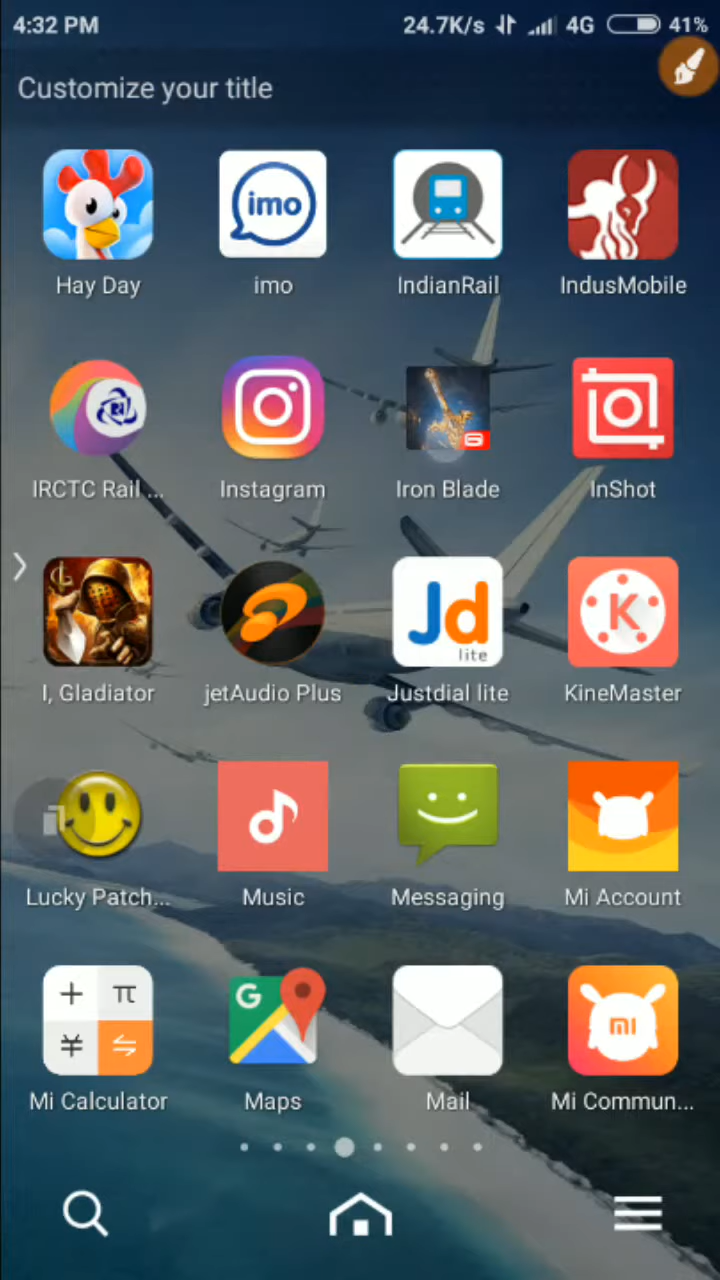 4:32 PM 24.7K/s 4G 41%
Customize your title
imo
Hay Day imo IndianRail IndusMobile
IRCTC Rail ... Instagram Iron Blade InShot
Jd K
lite
I, Gladiator jetAudio Plus Justdial lite KineMaster
Lucky Patch... Music Messaging Mi Account
+ π G
¥ MI
Mi Calculator Maps Mail Mi Commun...